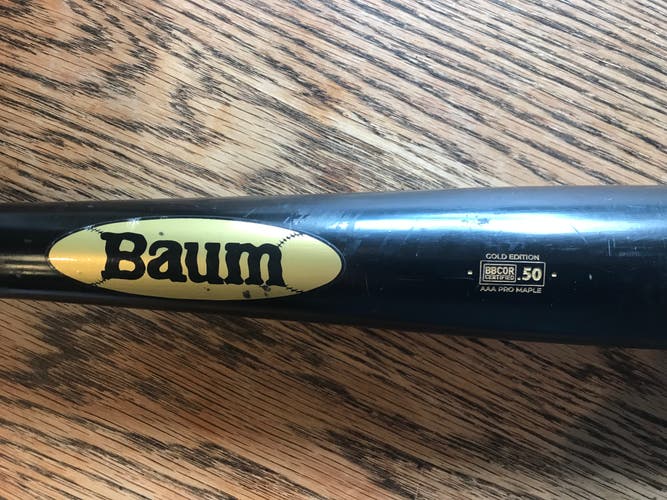 Baum
GOLD EDITION
BBCOR
CERTIFIED
.50
AAA PRO MAPLE